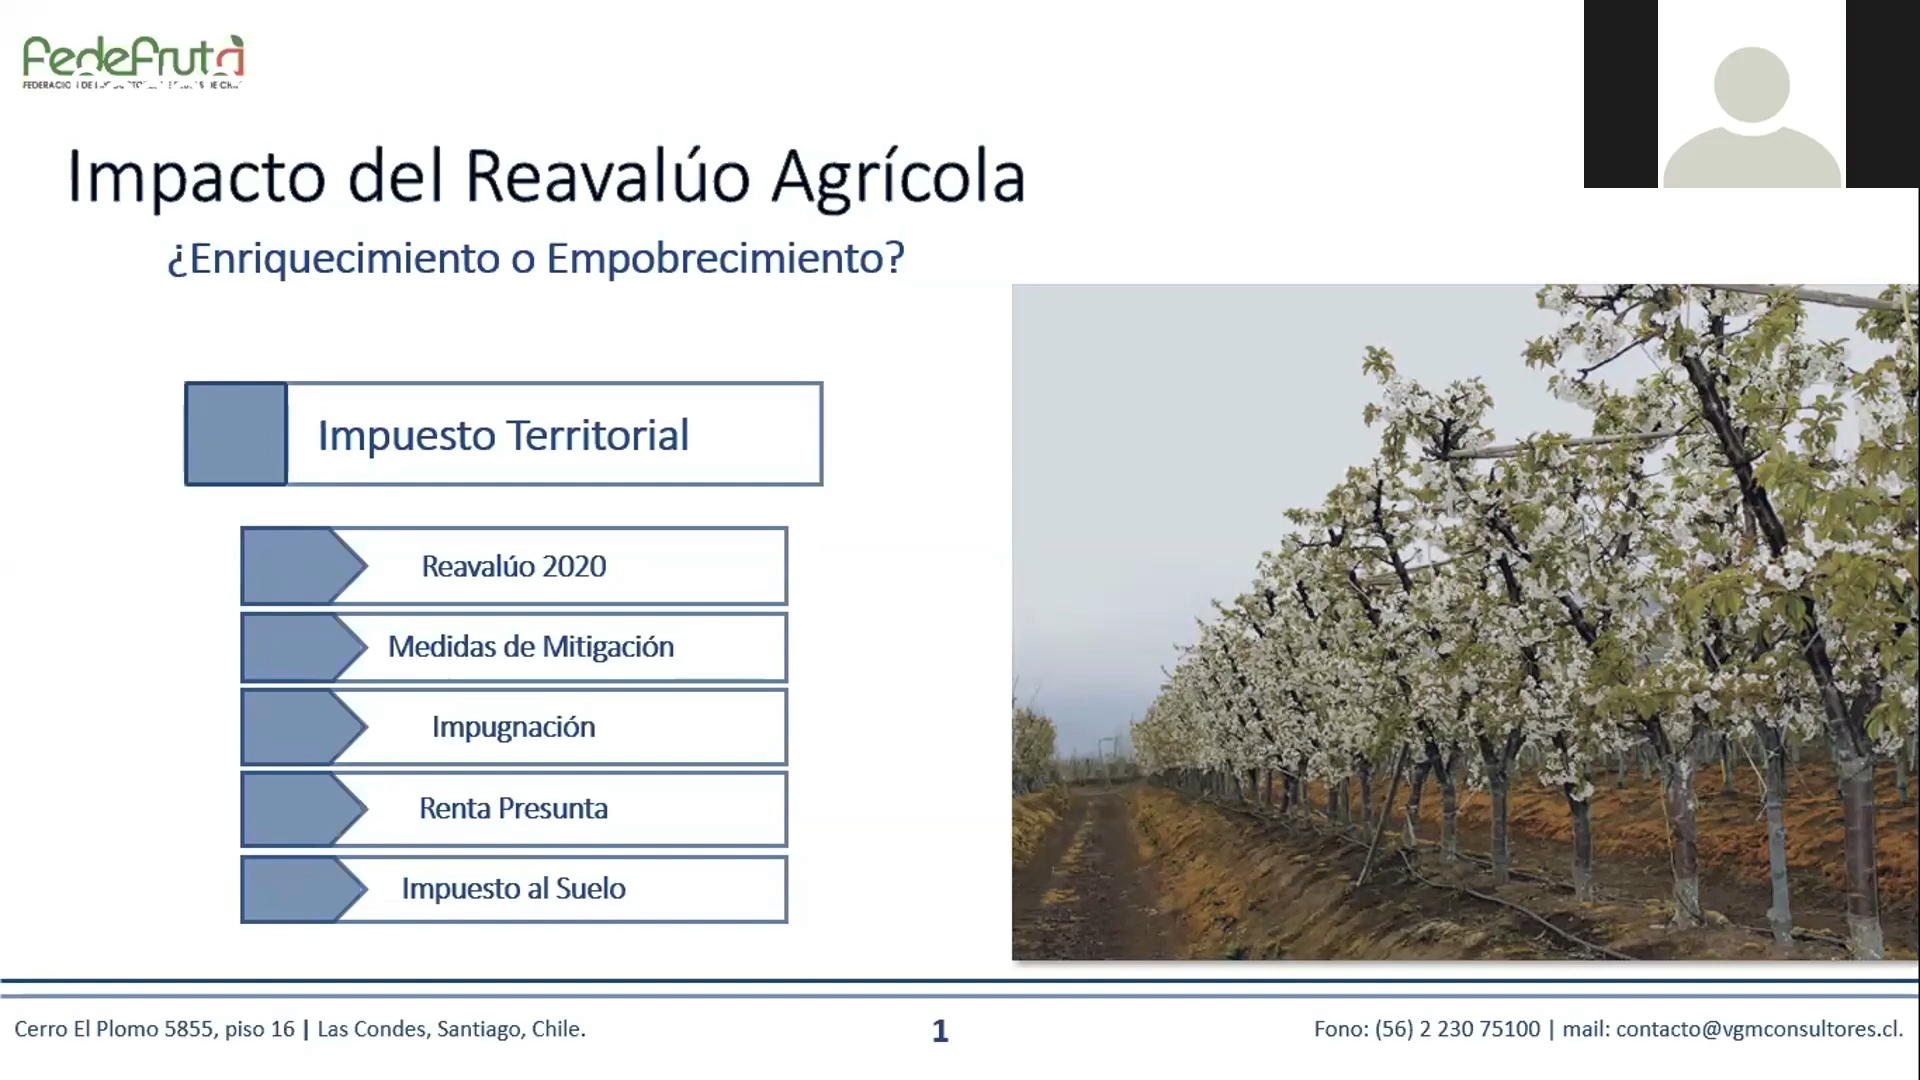 FedeFruta
Impacto del Reavalúo Agrícola
¿Enriquecimiento o Empobrecimiento?
Impuesto Territorial
Reavalúo 2020
Medidas de Mitigación
Impugnación
Renta Presunta
Impuesto al Suelo
Cerro El Plomo 5855, piso 16 | Las Condes, Santiago, Chile.
1
Fono: (56) 2 230 75100 | mail: contacto@vgmconsultores.cl.